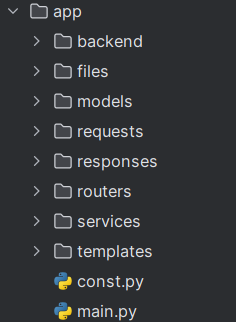 app
backend
files
models
requests
responses
routers
services
templates
const.py
main.py